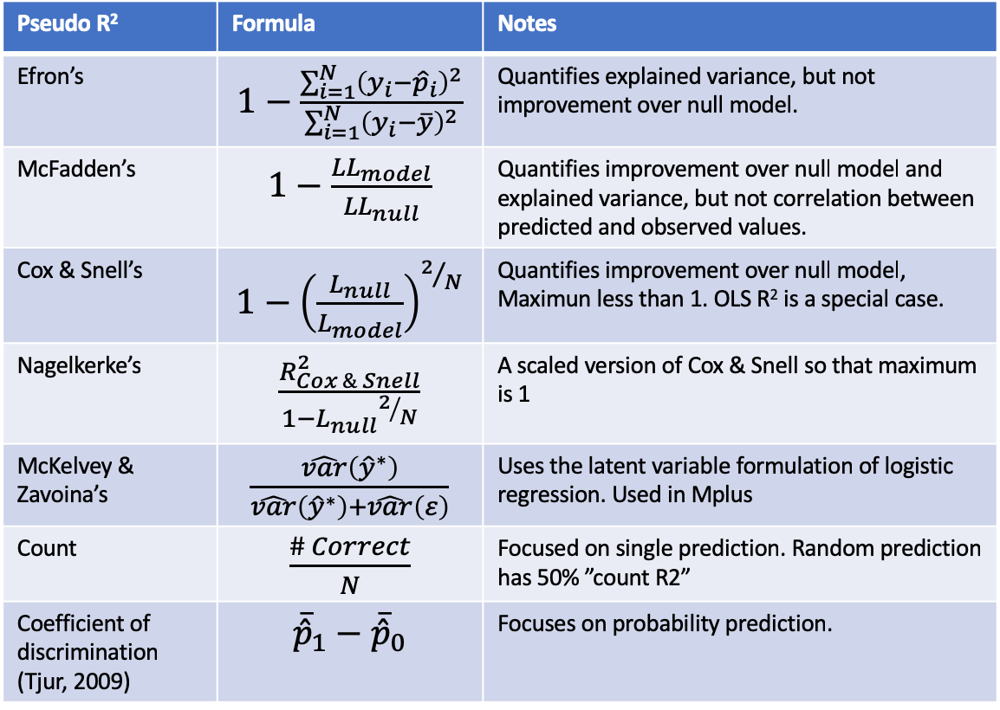 Pseudo R² Formula Notes
Efron's
1 − \frac{\sum_{i=1}^{N}(y_i−\hat{p}_i)^2}{\sum_{i=1}^{N}(y_i−\bar{y})^2}
Quantifies explained variance, but not
improvement over null model.
McFadden's
1 − \frac{LL_{model}}{LL_{null}}
Quantifies improvement over null model and
explained variance, but not correlation between
predicted and observed values.
Cox & Snell's
1 − \left(\frac{L_{null}}{L_{model}}\right)^{2/N}
Quantifies improvement over null model,
Maximun less than 1. OLS R² is a special case.
Nagelkerke's
\frac{R^2_{Cox & Snell}}{1−{L_{null}}^{2/N}}
A scaled version of Cox & Snell so that maximum
is 1
McKelvey &
Zavoina's
\frac{\widehat{var}(\hat{y}^*)}{\widehat{var}(\hat{y}^*)+\widehat{var}(ε)}
Uses the latent variable formulation of logistic
regression. Used in Mplus
Count
\frac{# Correct}{N}
Focused on single prediction. Random prediction
has 50% ”count R2”
Coefficient of
discrimination
(Tjur, 2009)
\bar{\hat{p}}_1 − \bar{\hat{p}}_0
Focuses on probability prediction.